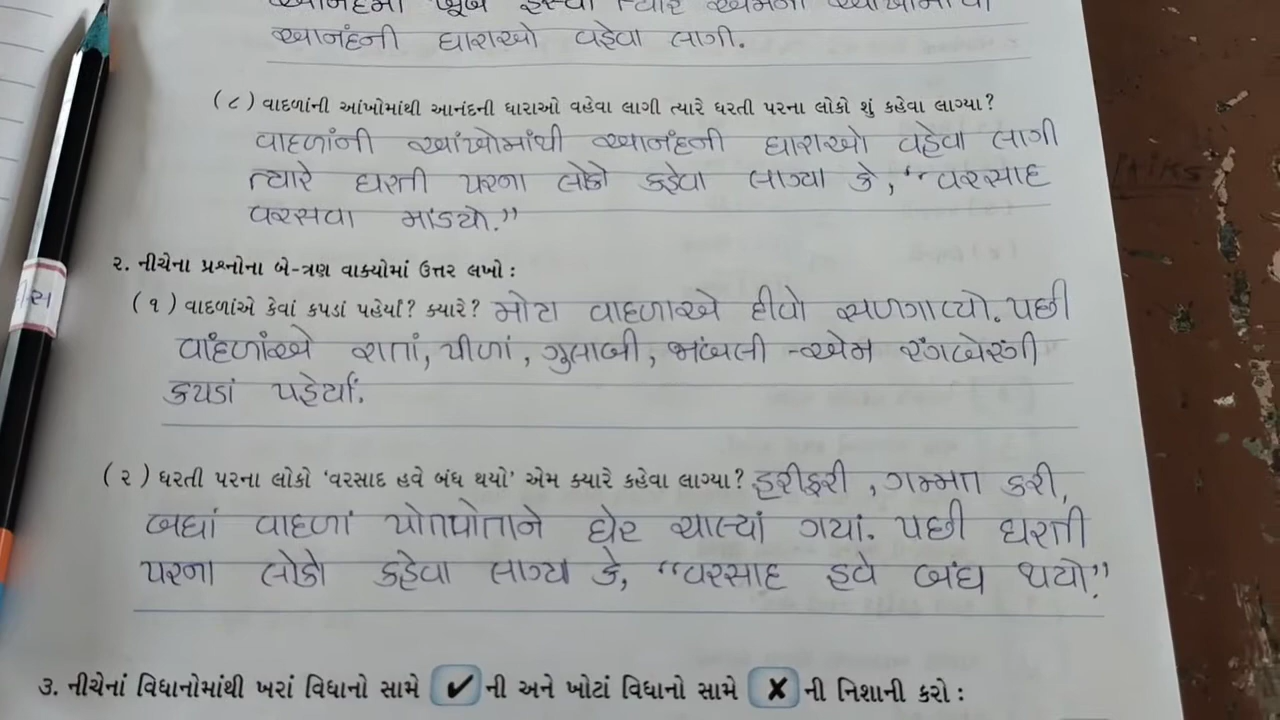 આનંદની ધારાઓ વહેવા લાગી.
(૮) વાદળાંની આંખોમાંથી આનંદની ધારાઓ વહેવા લાગી ત્યારે ધરતી પરના લોકો શું કહેવા લાગ્યા?
વાદળાંની આંખોમાંથી આનંદની ધારાઓ વહેવા લાગી
ત્યારે ધરતી પરના લોકો કહેવા લાગ્યા કે, “વરસાદ
વરસવા માંડ્યો.”
૨. નીચેના પ્રશ્નોના બે-ત્રણ વાક્યોમાં ઉત્તર લખો :
(૧) વાદળાંએ કેવાં કપડાં પહેર્યાં? ક્યારે? મોટા વાદળાએ દીવો સળગાવ્યો. પછી
વાંદળાંએ રાતાં, પીળાં, ગુલાબી, જાંબલી -એમ રંગબેરંગી
કપડાં પહેર્યાં.
(૨) ધરતી પરના લોકો ‘વરસાદ હવે બંધ થયો’ એમ ક્યારે કહેવા લાગ્યા? હરીફરી, ગમ્મત કરી,
બધાં વાદળાં પોતપોતાને ઘેર ચાલ્યાં ગયાં. પછી ધરતી
પરના લોકો કહેવા લાગ્ય કે, “વરસાદ હવે બંધ થયો.”
૩. નીચેનાં વિધાનોમાંથી ખરાં વિધાનો સામે ✔ ની અને ખોટાં વિધાનો સામે ✘ ની નિશાની કરો :